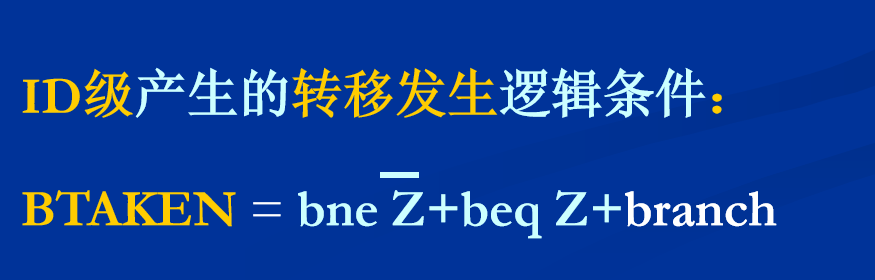 ID级产生的转移发生逻辑条件：
BTAKEN = bne Z̅+beq Z+branch